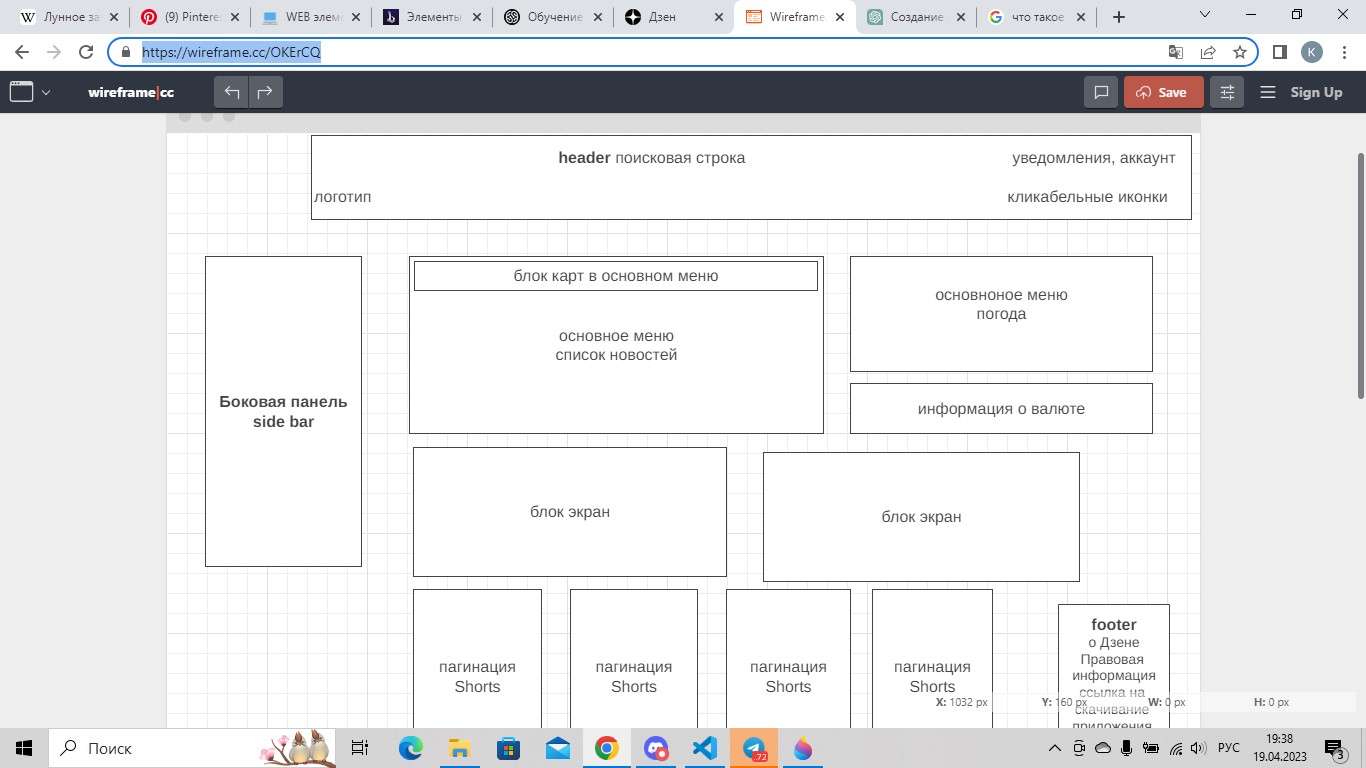 Лунное за
(9) Pinteres
WEB элем
Элементы
Обучение
Дзен
Wireframe
Создание
что такое
https://wireframe.cc/OKErCQ
K
wireframe|cc
Save
Sign Up
header поисковая строка
уведомления, аккаунт
логотип
кликабельные иконки
блок карт в основном меню
основное меню
список новостей
основноное меню
погода
информация о валюте
Боковая панель
side bar
блок экран
блок экран
пагинация
Shorts
пагинация
Shorts
пагинация
Shorts
пагинация
Shorts
footer
о Дзене
Правовая
информация
ссылка на
скачивание
приложения
X: 1032 px
Y: 160 px
W: 0 px
H: 0 px
Поиск
72
РУС
19:38
19.04.2023
3